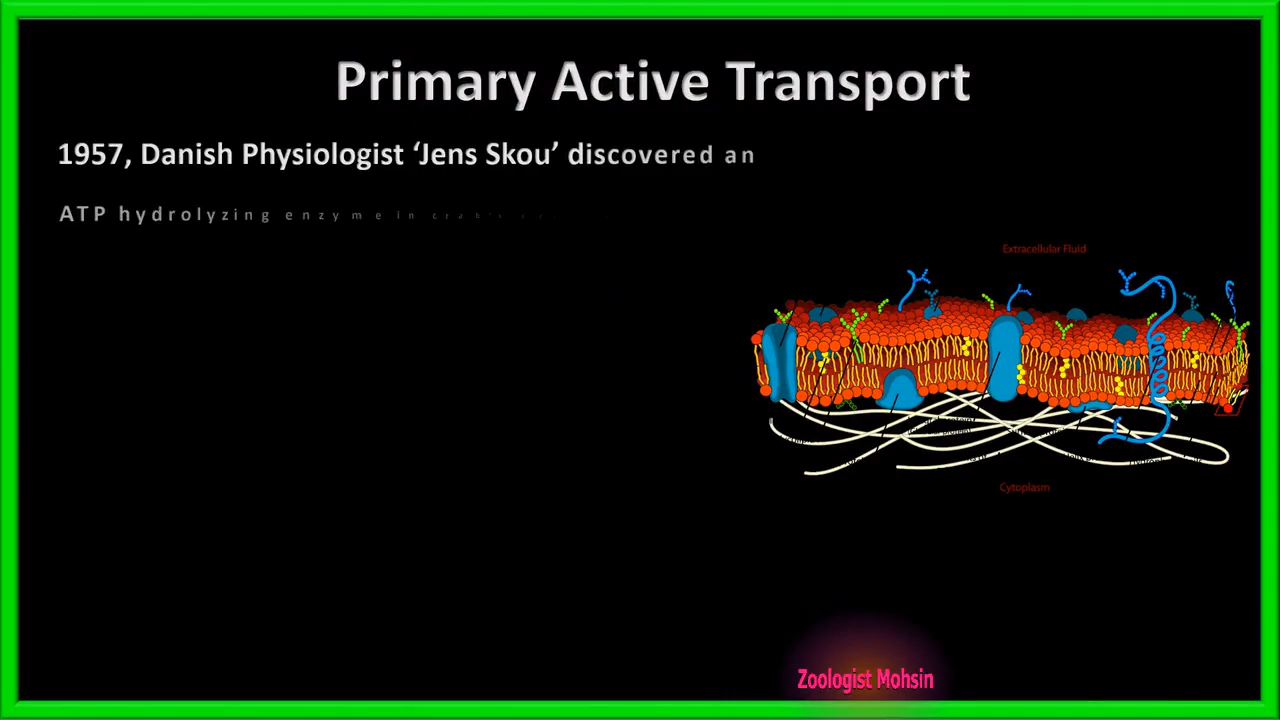 Primary Active Transport
1957, Danish Physiologist ‘Jens Skou’ discovered an
ATP hydrolyzing enzyme in
Extracellular Fluid
Cytoplasm
Zoologist Mohsin